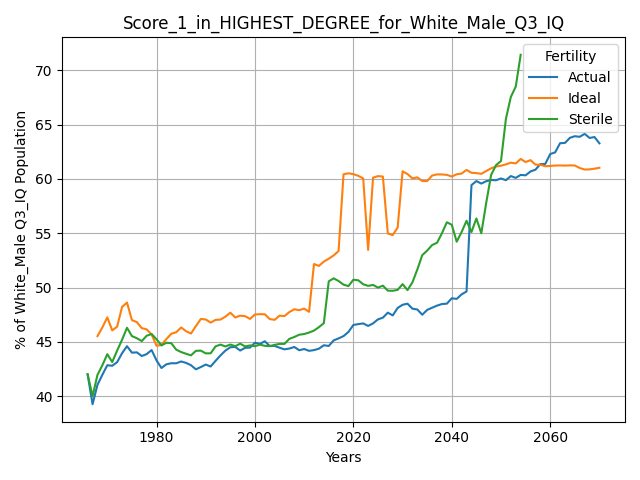 Score_1_in_HIGHEST_DEGREE_for_White_Male_Q3_IQ
Fertility
Actual
Ideal
Sterile
% of White_Male Q3_IQ Population
70
65
60
55
50
45
40
1980
2000
2020
2040
2060
Years